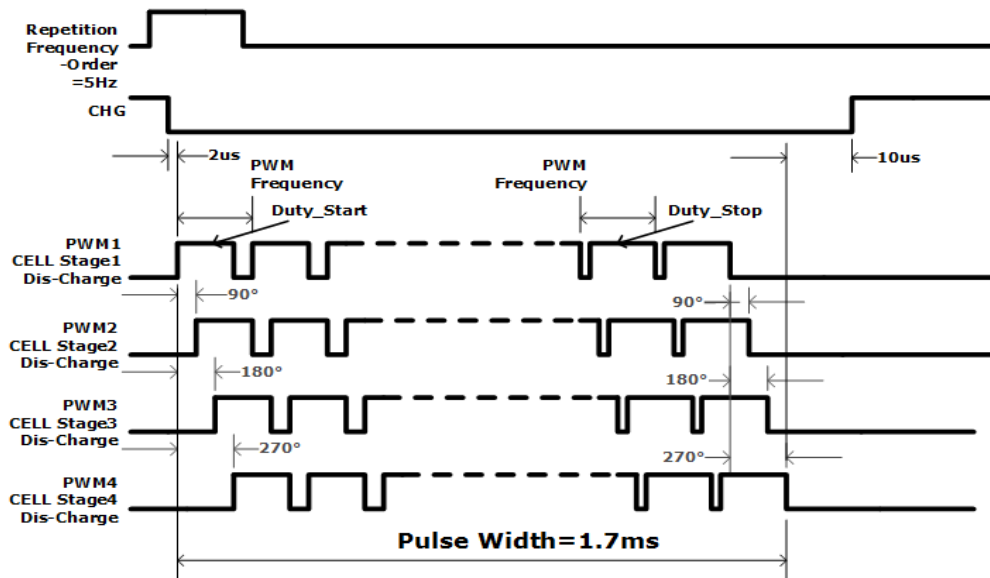 Repetition
Frequency
-Order
=5Hz
CHG
2us
10us
PWM
Frequency
PWM
Frequency
Duty_Start
Duty_Stop
PWM1
CELL Stage1
Dis-Charge
90°
90°
PWM2
CELL Stage2
Dis-Charge
180°
180°
PWM3
CELL Stage3
Dis-Charge
270°
270°
PWM4
CELL Stage4
Dis-Charge
Pulse Width=1.7ms